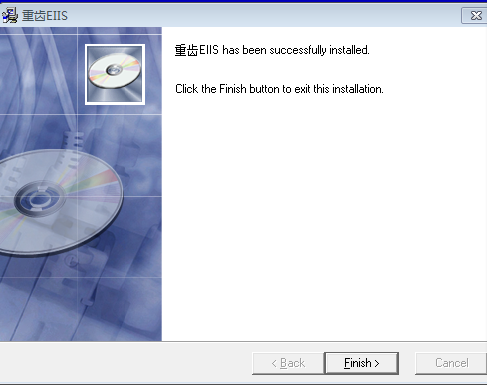 重齿EIIS
重齿EIIS has been successfully installed.
Click the Finish button to exit this installation.
< Back
Finish >
Cancel